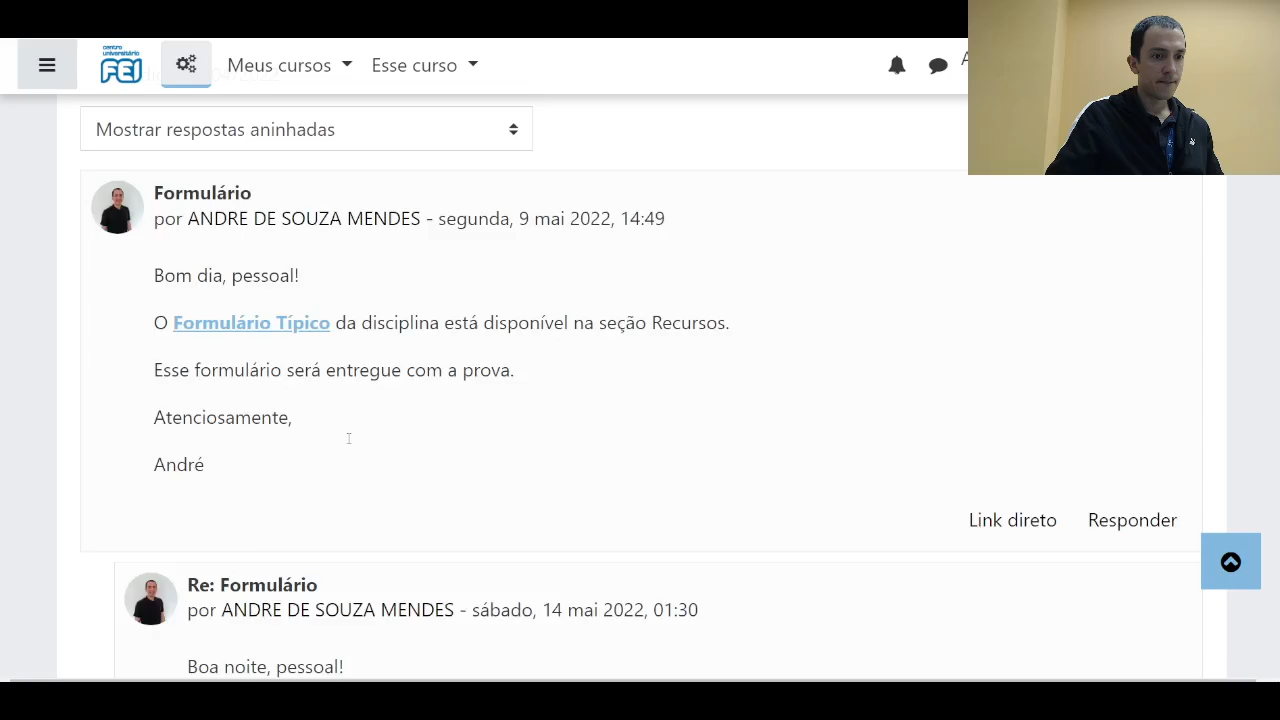 centro
universitário
FEI
Meus cursos
Esse curso
A
Mostrar respostas aninhadas
Formulário
por ANDRE DE SOUZA MENDES - segunda, 9 mai 2022, 14:49
Bom dia, pessoal!
O Formulário Típico da disciplina está disponível na seção Recursos.
Esse formulário será entregue com a prova.
Atenciosamente,
André
Link direto
Responder
Re: Formulário
por ANDRE DE SOUZA MENDES - sábado, 14 mai 2022, 01:30
Boa noite, pessoal!